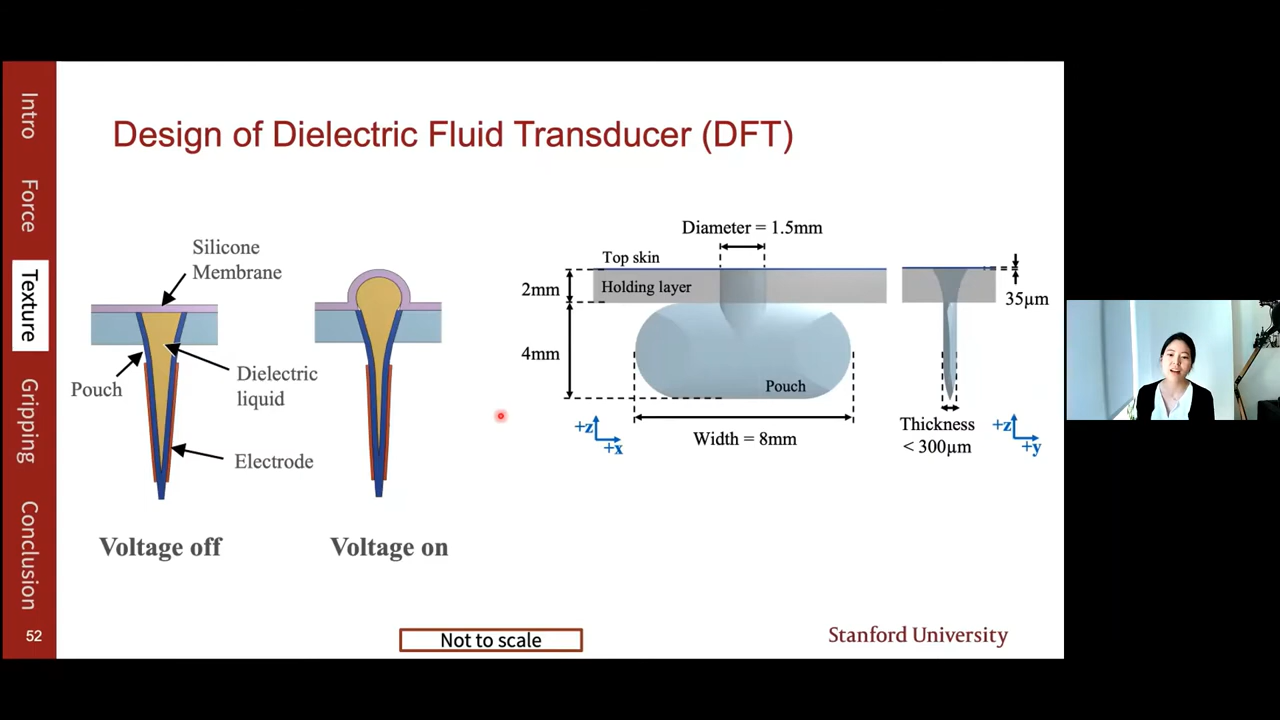 Intro
Force
Texture
Gripping
Conclusion
52
Design of Dielectric Fluid Transducer (DFT)
Silicone
Membrane
Pouch
Dielectric
liquid
Electrode
Voltage off
Voltage on
Diameter = 1.5mm
Top skin
Holding layer
2mm
4mm
Pouch
Width = 8mm
+z
+x
35µm
Thickness
< 300µm
+z
+y
Not to scale
Stanford University